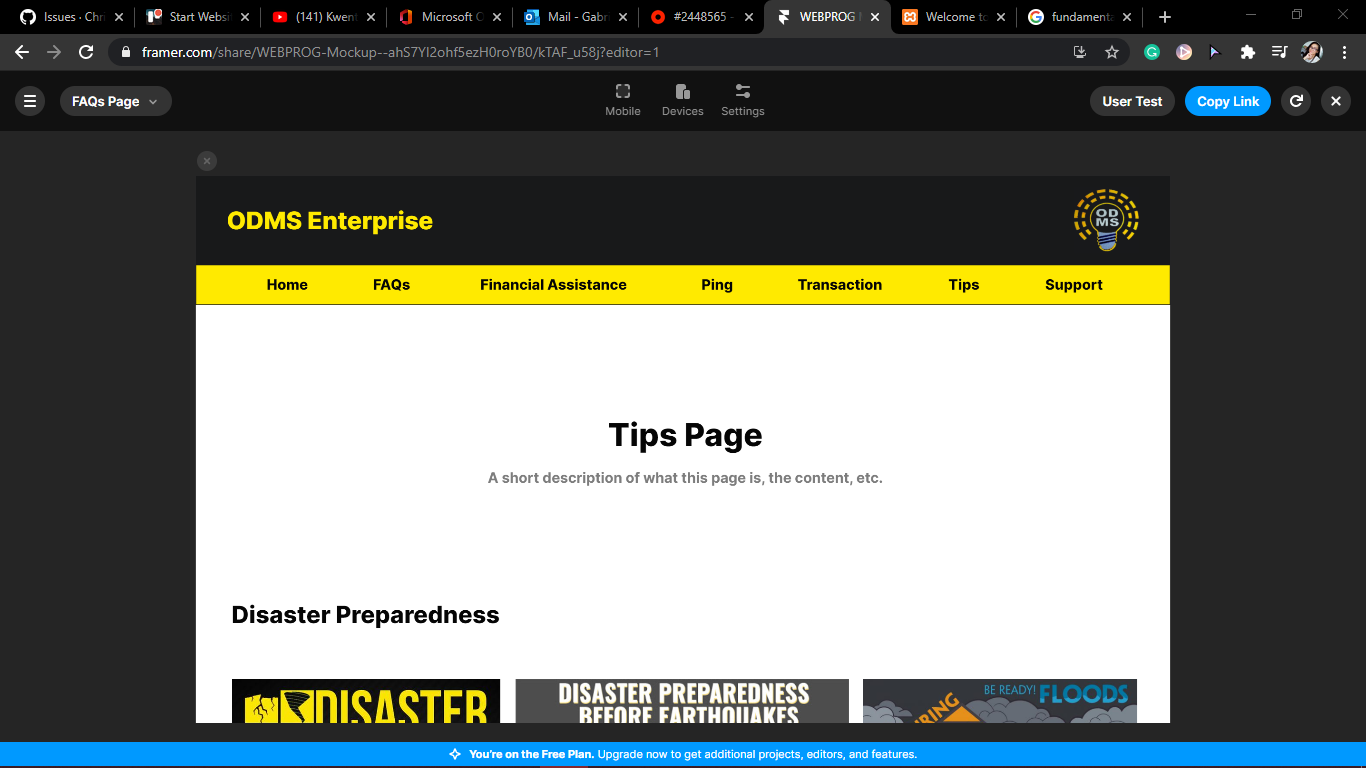 Issues · Chri
Start Websi
(141) Kwent
Microsoft O
Mail - Gabr
#2448565 -
WEBPROG
Welcome to
fundamenta
framer.com/share/WEBPROG-Mockup--ahS7YI2ohf5ezH0roYB0/kTAF_u58j?editor=1
FAQs Page
Mobile
Devices
Settings
User Test
Copy Link
ODMS Enterprise
OD
MS
Home
FAQs
Financial Assistance
Ping
Transaction
Tips
Support
Tips Page
A short description of what this page is, the content, etc.
Disaster Preparedness
DISASTER
DISASTER PREPAREDNESS
BEFORE EARTHQUAKES
BE READY! FLOODS
You're on the Free Plan. Upgrade now to get additional projects, editors, and features.